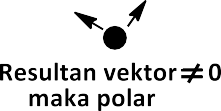 Resultan vektor ≠ 0
maka polar